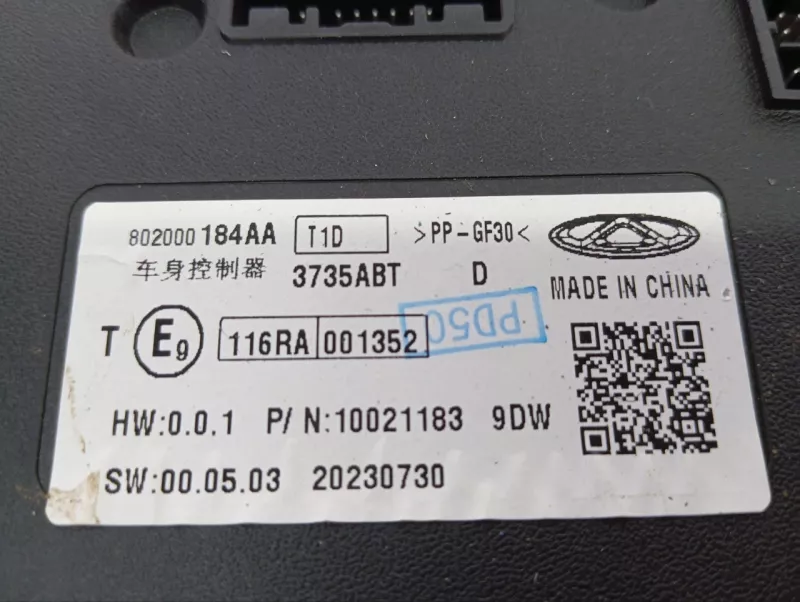 802000184AA T1D >PP-GF30<
车身控制器 3735ABT D MADE IN CHINA
T E9 116RA 001352 PD50
HW:0.0.1 P/N:10021183 9DW
SW:00.05.03 20230730